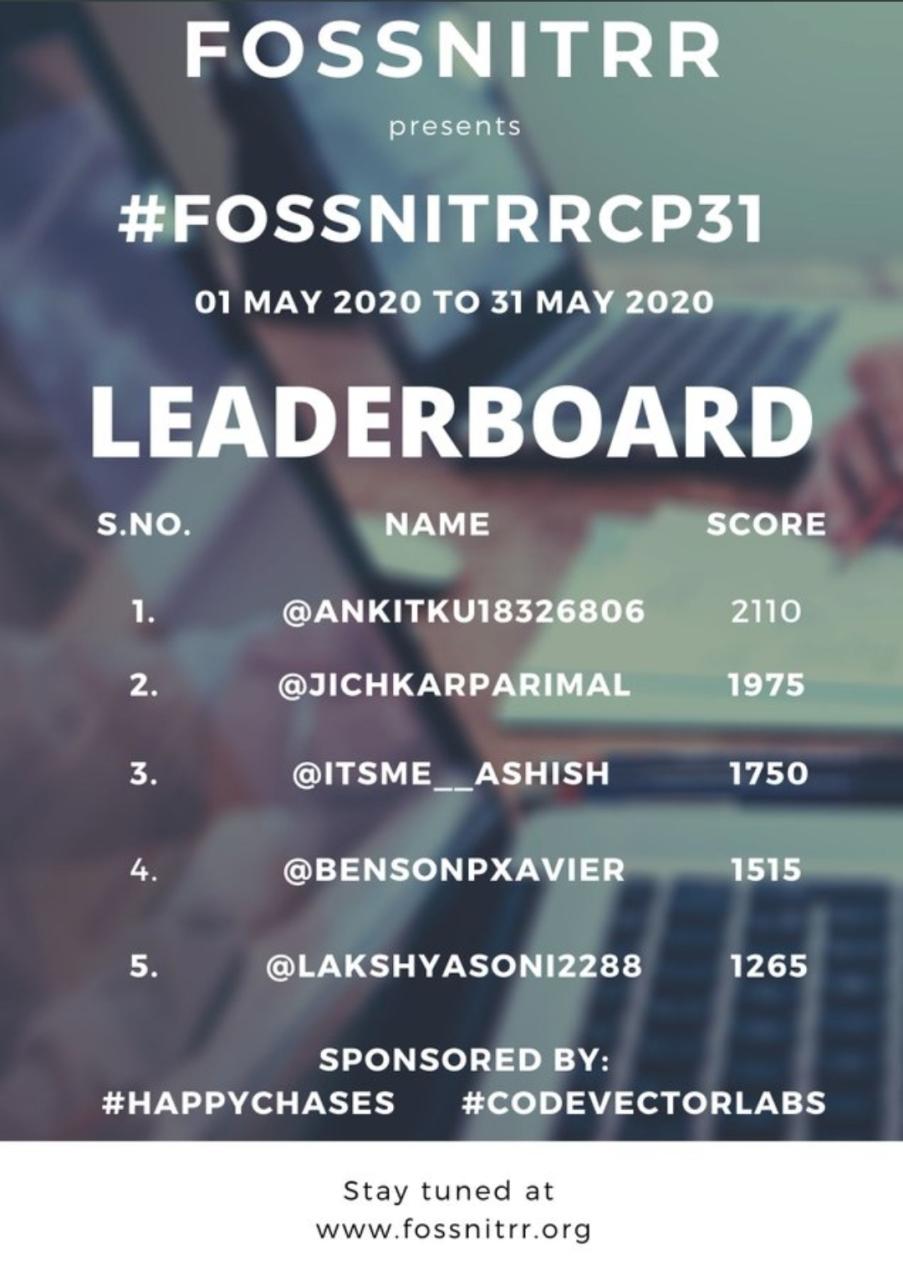 FOSSNITRR
presents
#FOSSNITRRCP31
01 MAY 2020 TO 31 MAY 2020
LEADERBOARD
S.NO. NAME SCORE
1. @ANKITKU18326806 2110
2. @JICHKARPARIMAL 1975
3. @ITSME__ASHISH 1750
4. @BENSONPXAVIER 1515
5. @LAKSHYASONI2288 1265
SPONSORED BY:
#HAPPYCHASES #CODEVECTORLABS
Stay tuned at
www.fossnitrr.org